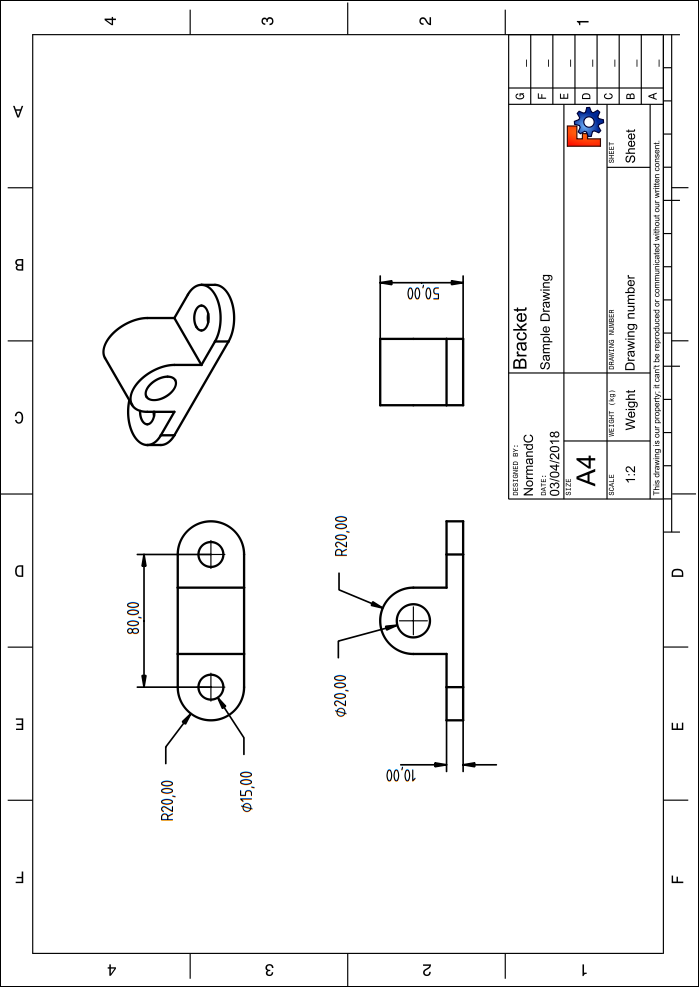 4
3
2
1
A
B
C
D
E
F
80,00
R20,00
⌀15,00
50,00
R20,00
⌀20,00
10,00
DESIGNED BY:
NormandC
DATE:
03/04/2018
SIZE
A4
SCALE
1:2
WEIGHT (kg)
Weight
Bracket
Sample Drawing
DRAWING NUMBER
Drawing number
SHEET
Sheet
G –
F –
E –
D –
C –
B –
A –
This drawing is our property; it can't be reproduced or communicated without our written consent.
D
E
F
4
3
2
1